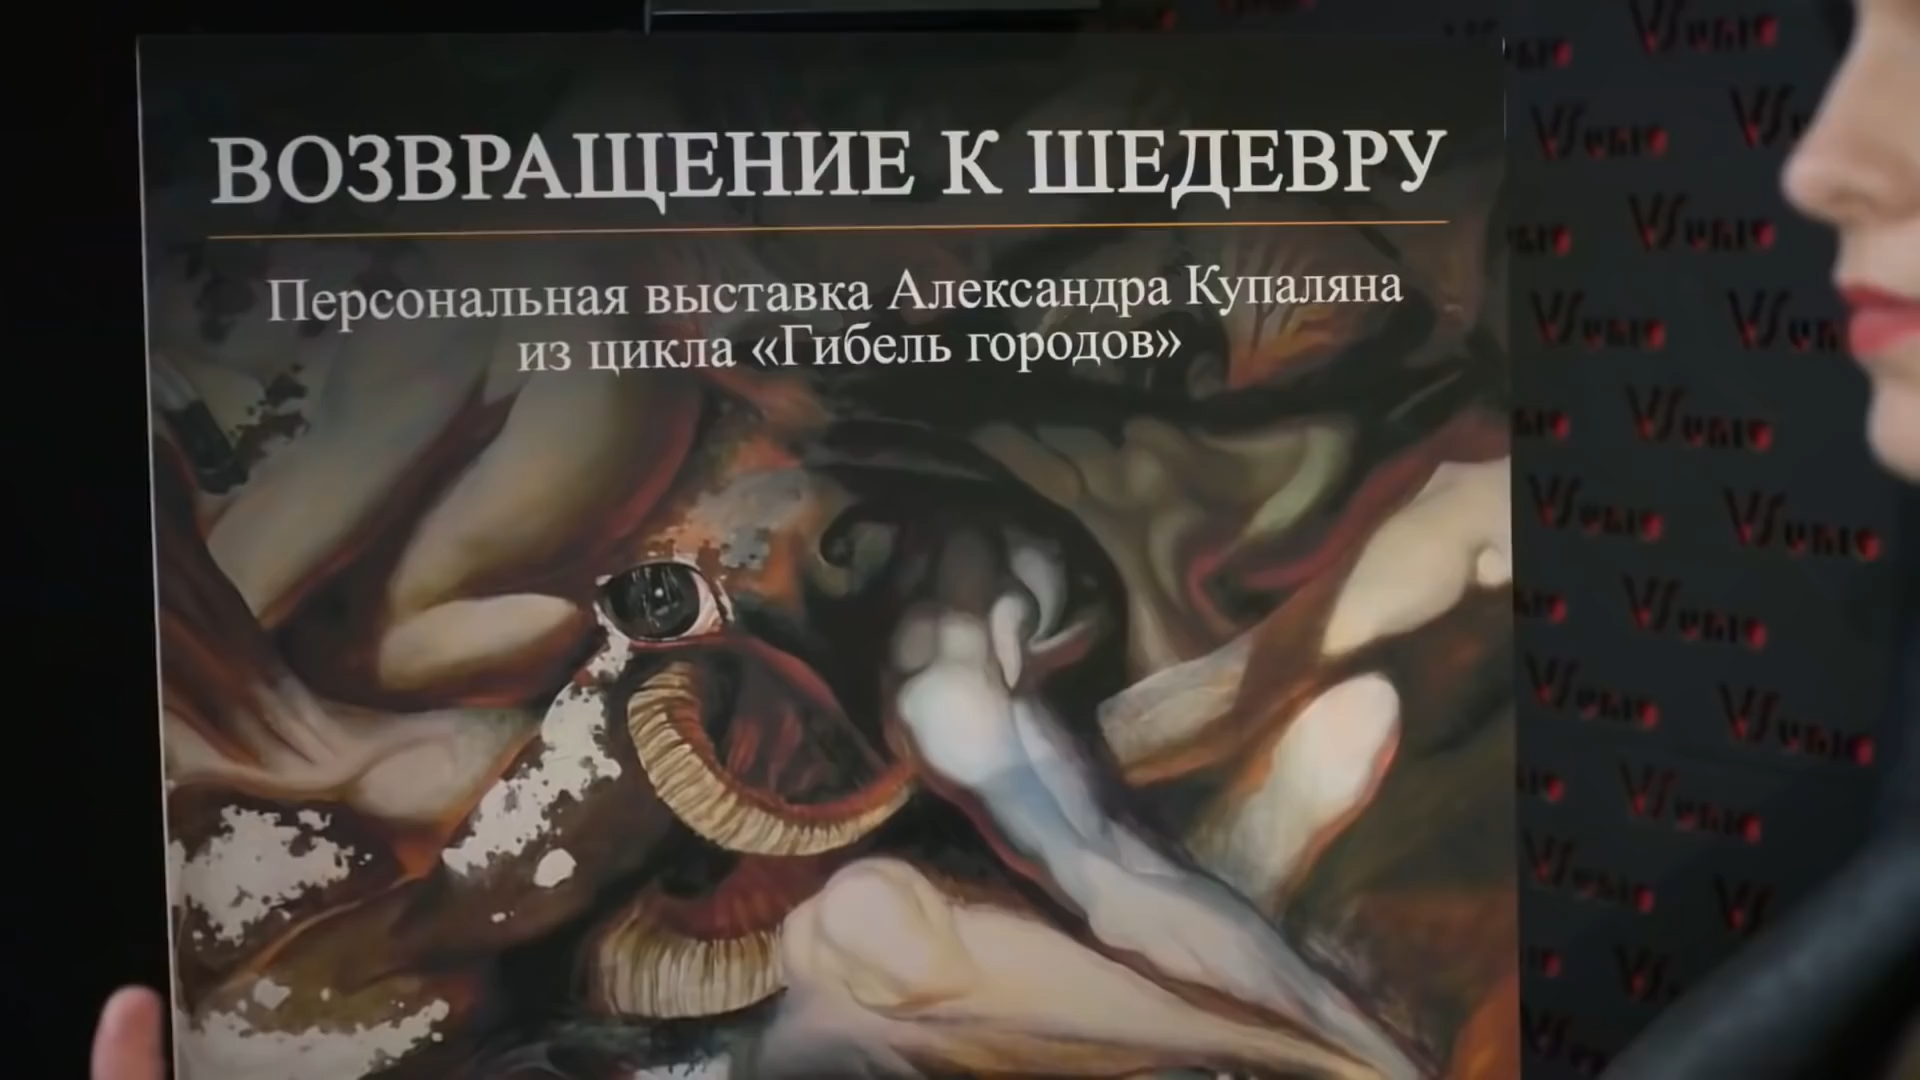 ВОЗВРАЩЕНИЕ К ШЕДЕВРУ
Персональная выставка Александра Купаляна
из цикла «Гибель городов»